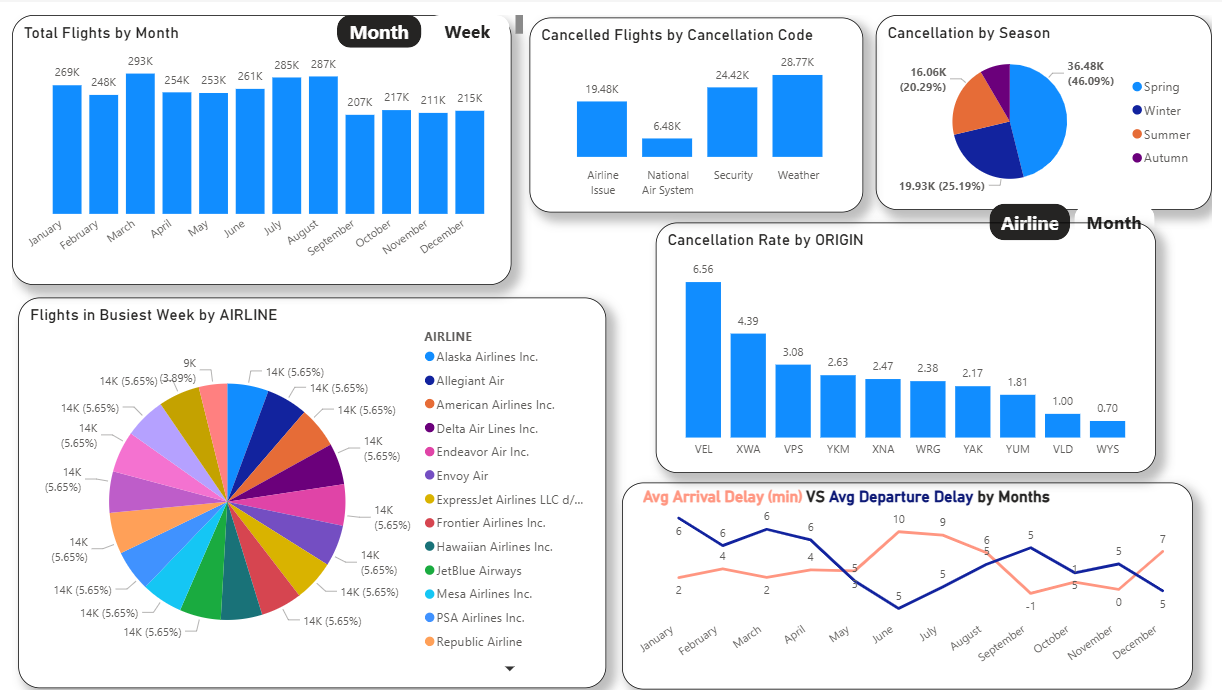 Total Flights by Month
Month
Week
293K
285K
287K
269K
248K
254K
253K
261K
207K
217K
211K
215K
January
February
March
April
May
June
July
August
September
October
November
December
Cancelled Flights by Cancellation Code
19.48K
6.48K
24.42K
28.77K
Airline
Issue
National
Air System
Security
Weather
Cancellation by Season
16.06K
(20.29%)
36.48K
(46.09%)
19.93K (25.19%)
Spring
Winter
Summer
Autumn
Airline
Month
Cancellation Rate by ORIGIN
6.56
4.39
3.08
2.63
2.47
2.38
2.17
1.81
1.00
0.70
VEL
XWA
VPS
YKM
XNA
WRG
YAK
YUM
VLD
WYS
Flights in Busiest Week by AIRLINE
9K
(3.89%)
14K (5.65%)
14K (5.65%)
14K (5.65%)
14K
(5.65%)
14K
(5.65%)
14K
(5.65%)
14K (5.65%)
14K (5.65%)
14K (5.65%)
14K (5.65%)
14K (5.65%)
14K
(5.65%)
14K
(5.65%)
14K
(5.65%)
14K (5.65%)
14K (5.65%)
AIRLINE
Alaska Airlines Inc.
Allegiant Air
American Airlines Inc.
Delta Air Lines Inc.
Endeavor Air Inc.
Envoy Air
ExpressJet Airlines LLC d/...
Frontier Airlines Inc.
Hawaiian Airlines Inc.
JetBlue Airways
Mesa Airlines Inc.
PSA Airlines Inc.
Republic Airline
Avg Arrival Delay (min) VS Avg Departure Delay by Months
6
6
6
6
5
5
5
6
5
1
5
7
2
4
2
4
5
10
9
5
-1
5
0
5
January
February
March
April
May
June
July
August
September
October
November
December